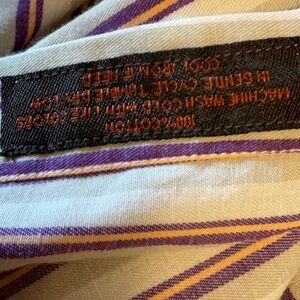 100% COTTON
MACHINE WASH COLD WITH LIKE COLORS
IN GENTLE CYCLE TUMBLE DRY LOW
COOL IRON IF NEED